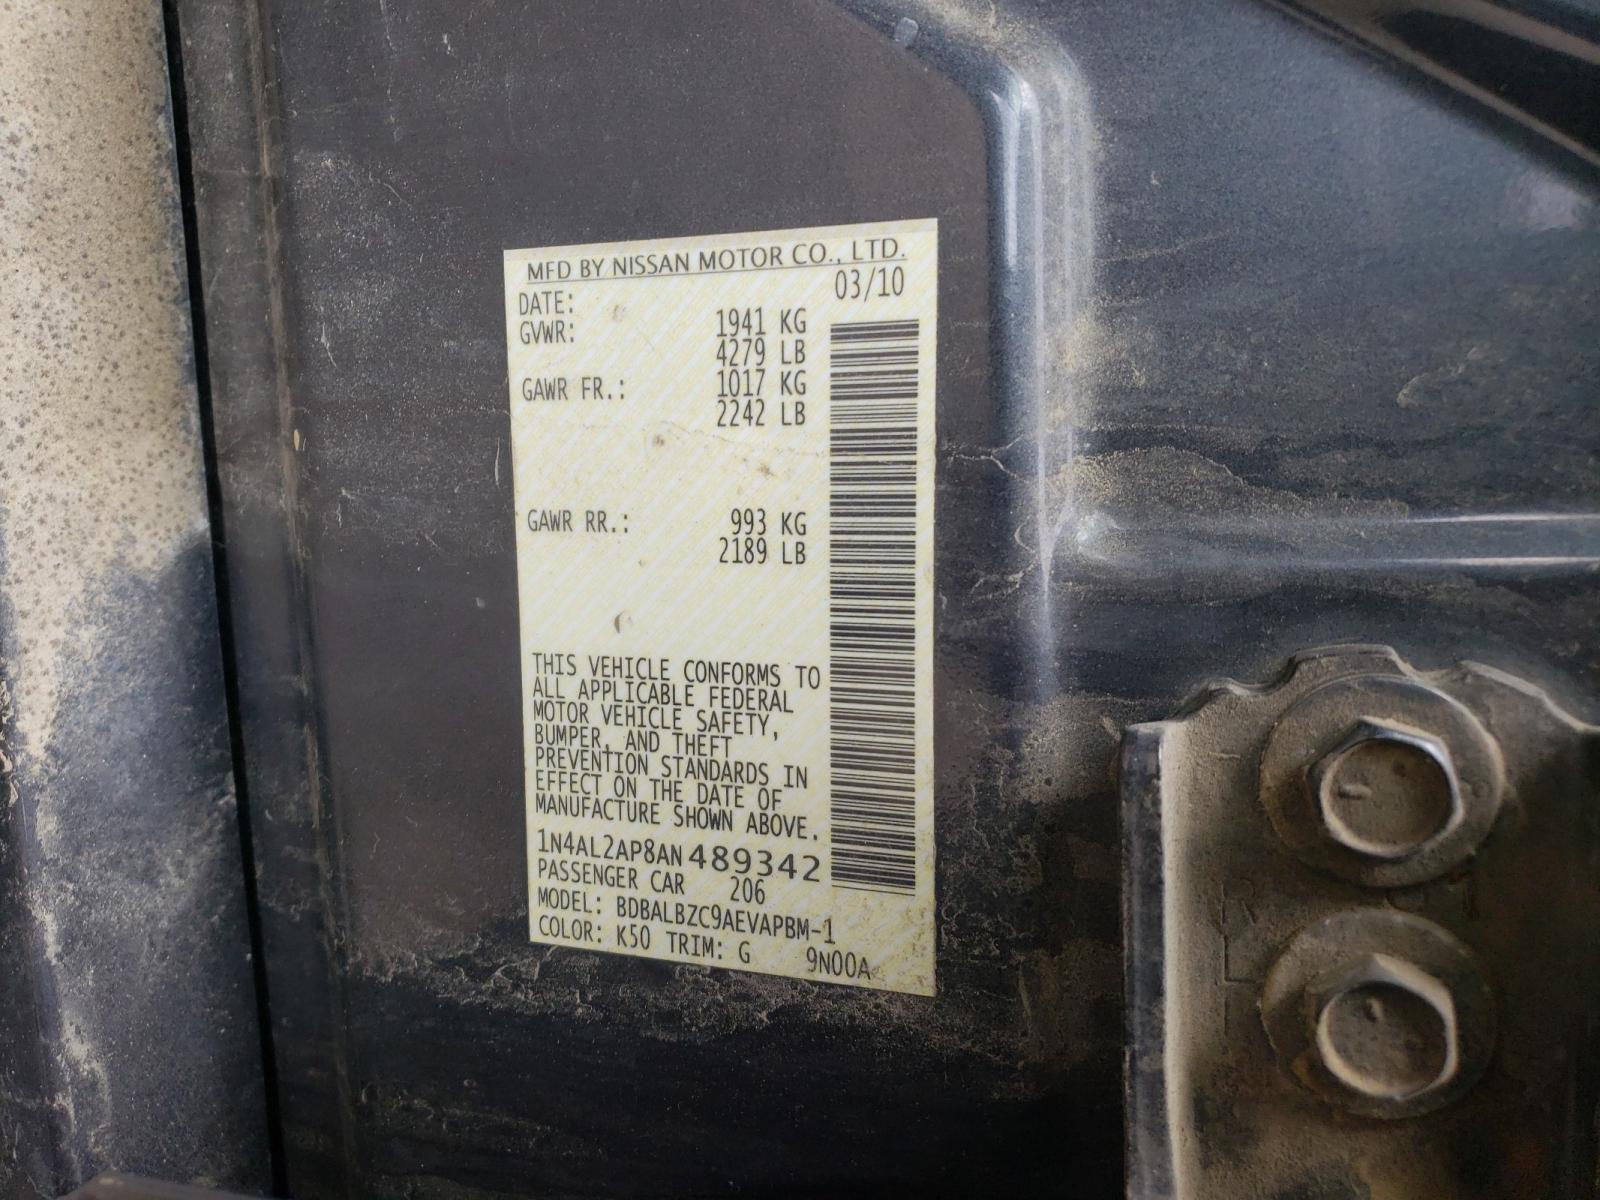 MFD BY NISSAN MOTOR CO., LTD.
DATE: 03/10
GVWR: 1941 KG
4279 LB
GAWR FR.: 1017 KG
2242 LB
GAWR RR.: 993 KG
2189 LB
THIS VEHICLE CONFORMS TO
ALL APPLICABLE FEDERAL
MOTOR VEHICLE SAFETY,
BUMPER, AND THEFT
PREVENTION STANDARDS IN
EFFECT ON THE DATE OF
MANUFACTURE SHOWN ABOVE.
1N4AL2AP8AN489342
PASSENGER CAR 206
MODEL: BDBALBZC9AEVAPBM-1
COLOR: K50 TRIM: G 9N00A